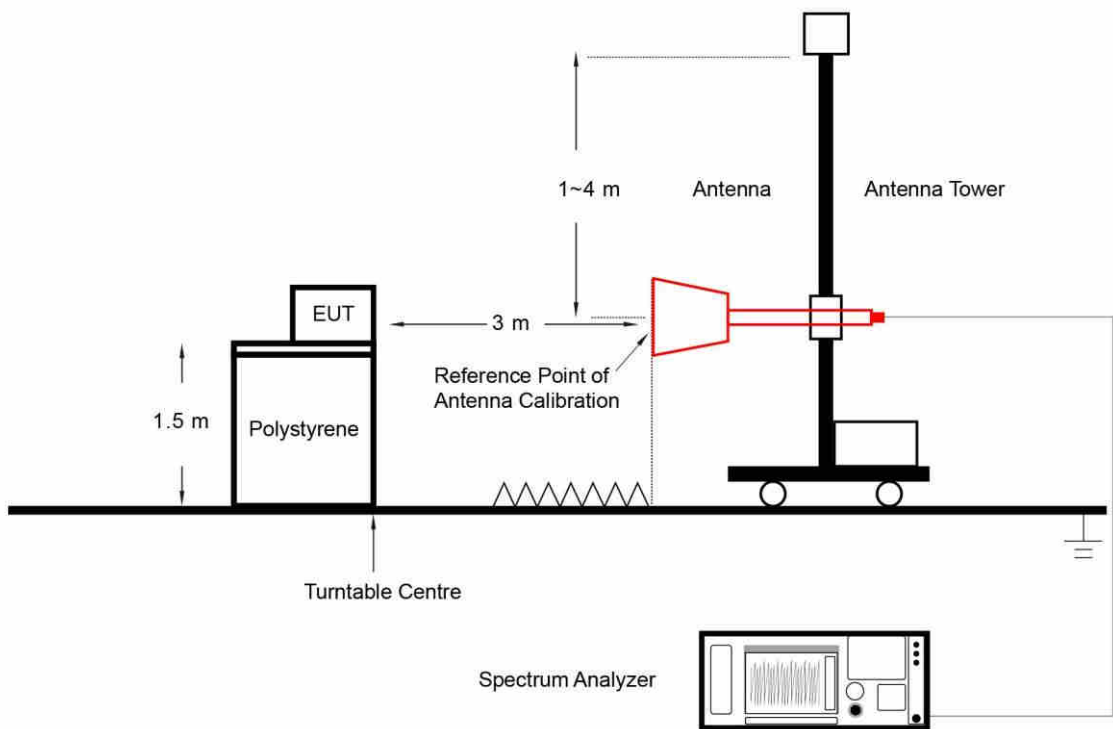 1~4 m
Antenna
Antenna Tower
EUT
3 m
Reference Point of
Antenna Calibration
1.5 m
Polystyrene
Turntable Centre
Spectrum Analyzer